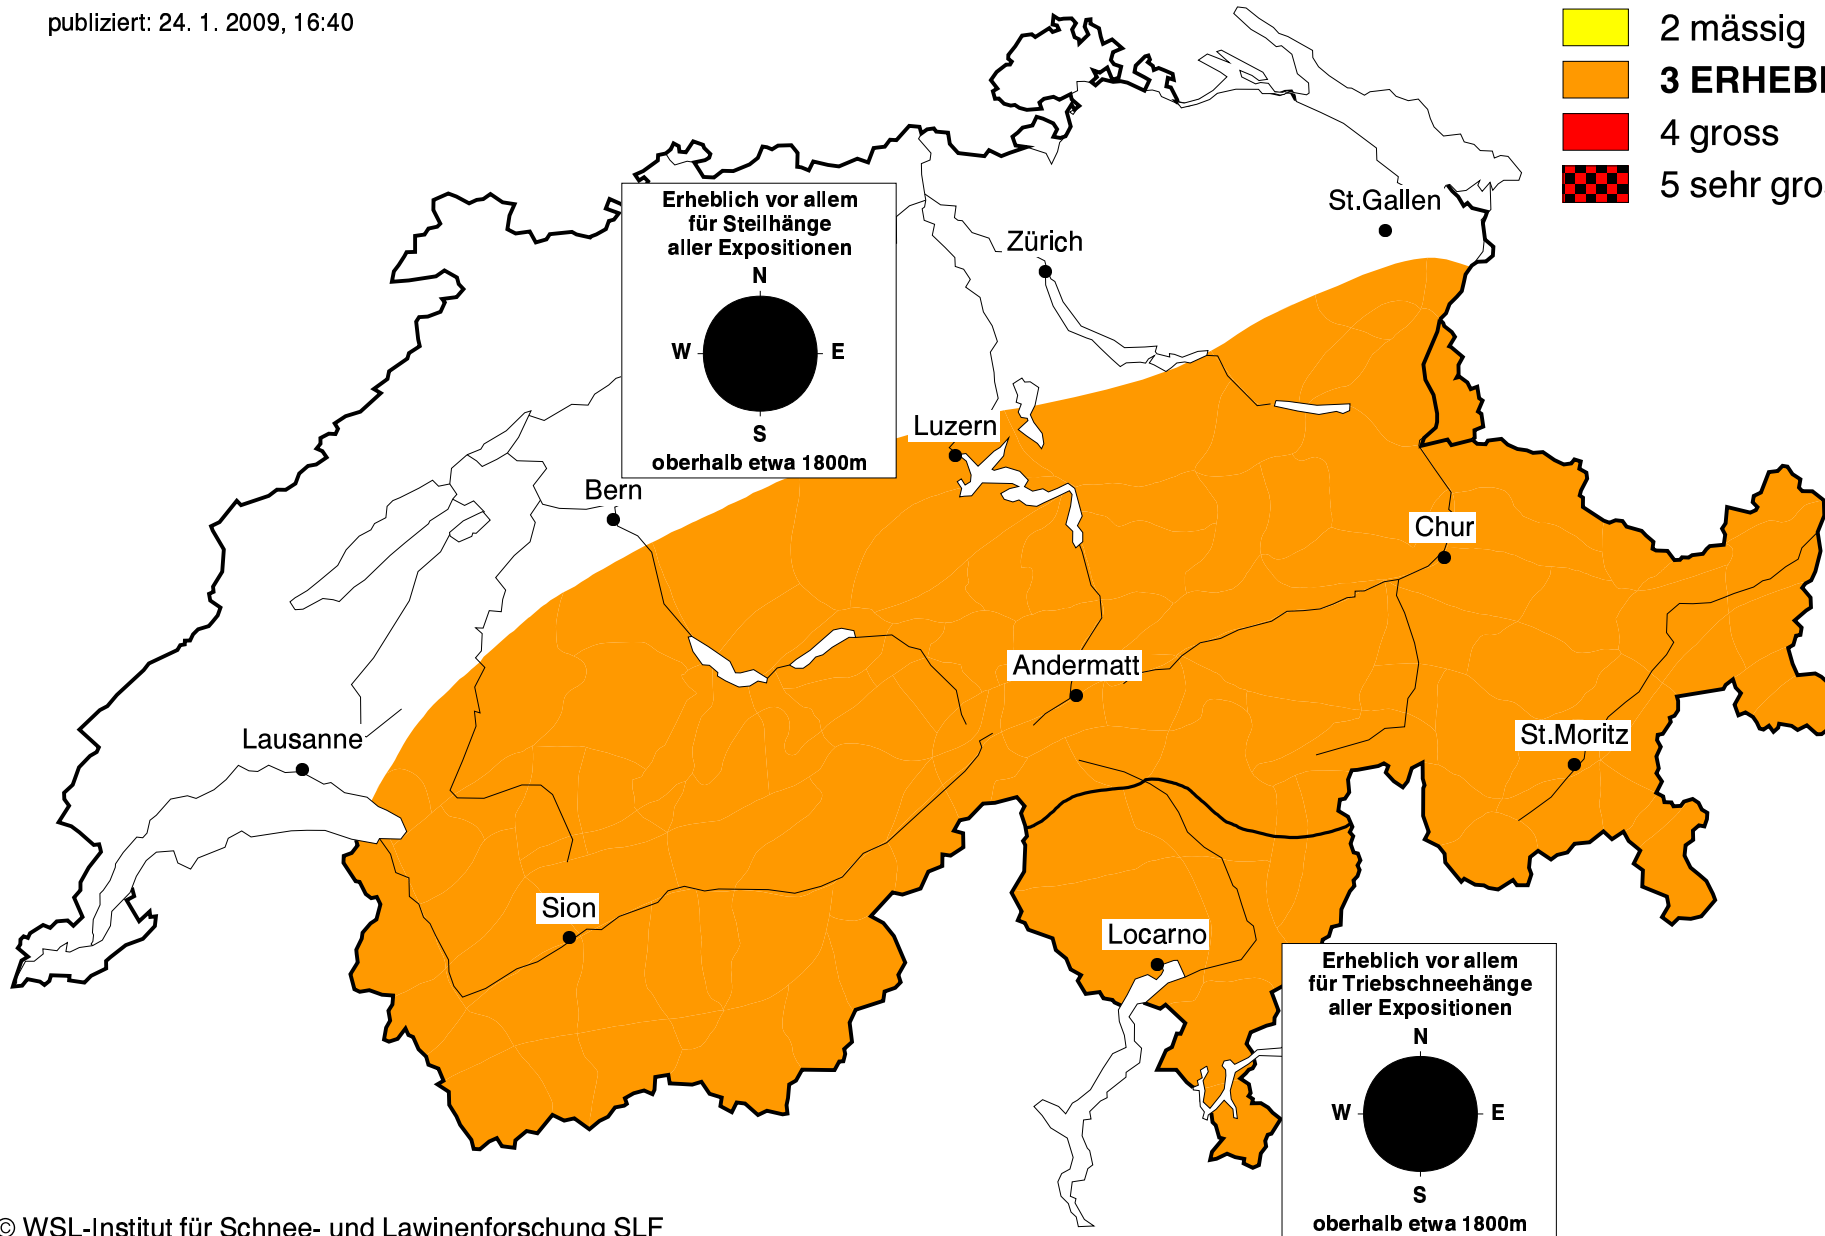 publiziert: 24. 1. 2009, 16:40
2 mässig
3 ERHEBL
4 gross
5 sehr gro
St.Gallen
Zürich
Erheblich vor allem
für Steilhänge
aller Expositionen
N
W E
S
oberhalb etwa 1800m
Luzern
Bern
Chur
Andermatt
St.Moritz
Lausanne
Sion
Locarno
Erheblich vor allem
für Triebschneehänge
aller Expositionen
N
W E
S
oberhalb etwa 1800m
© WSL-Institut für Schnee- und Lawinenforschung SLF